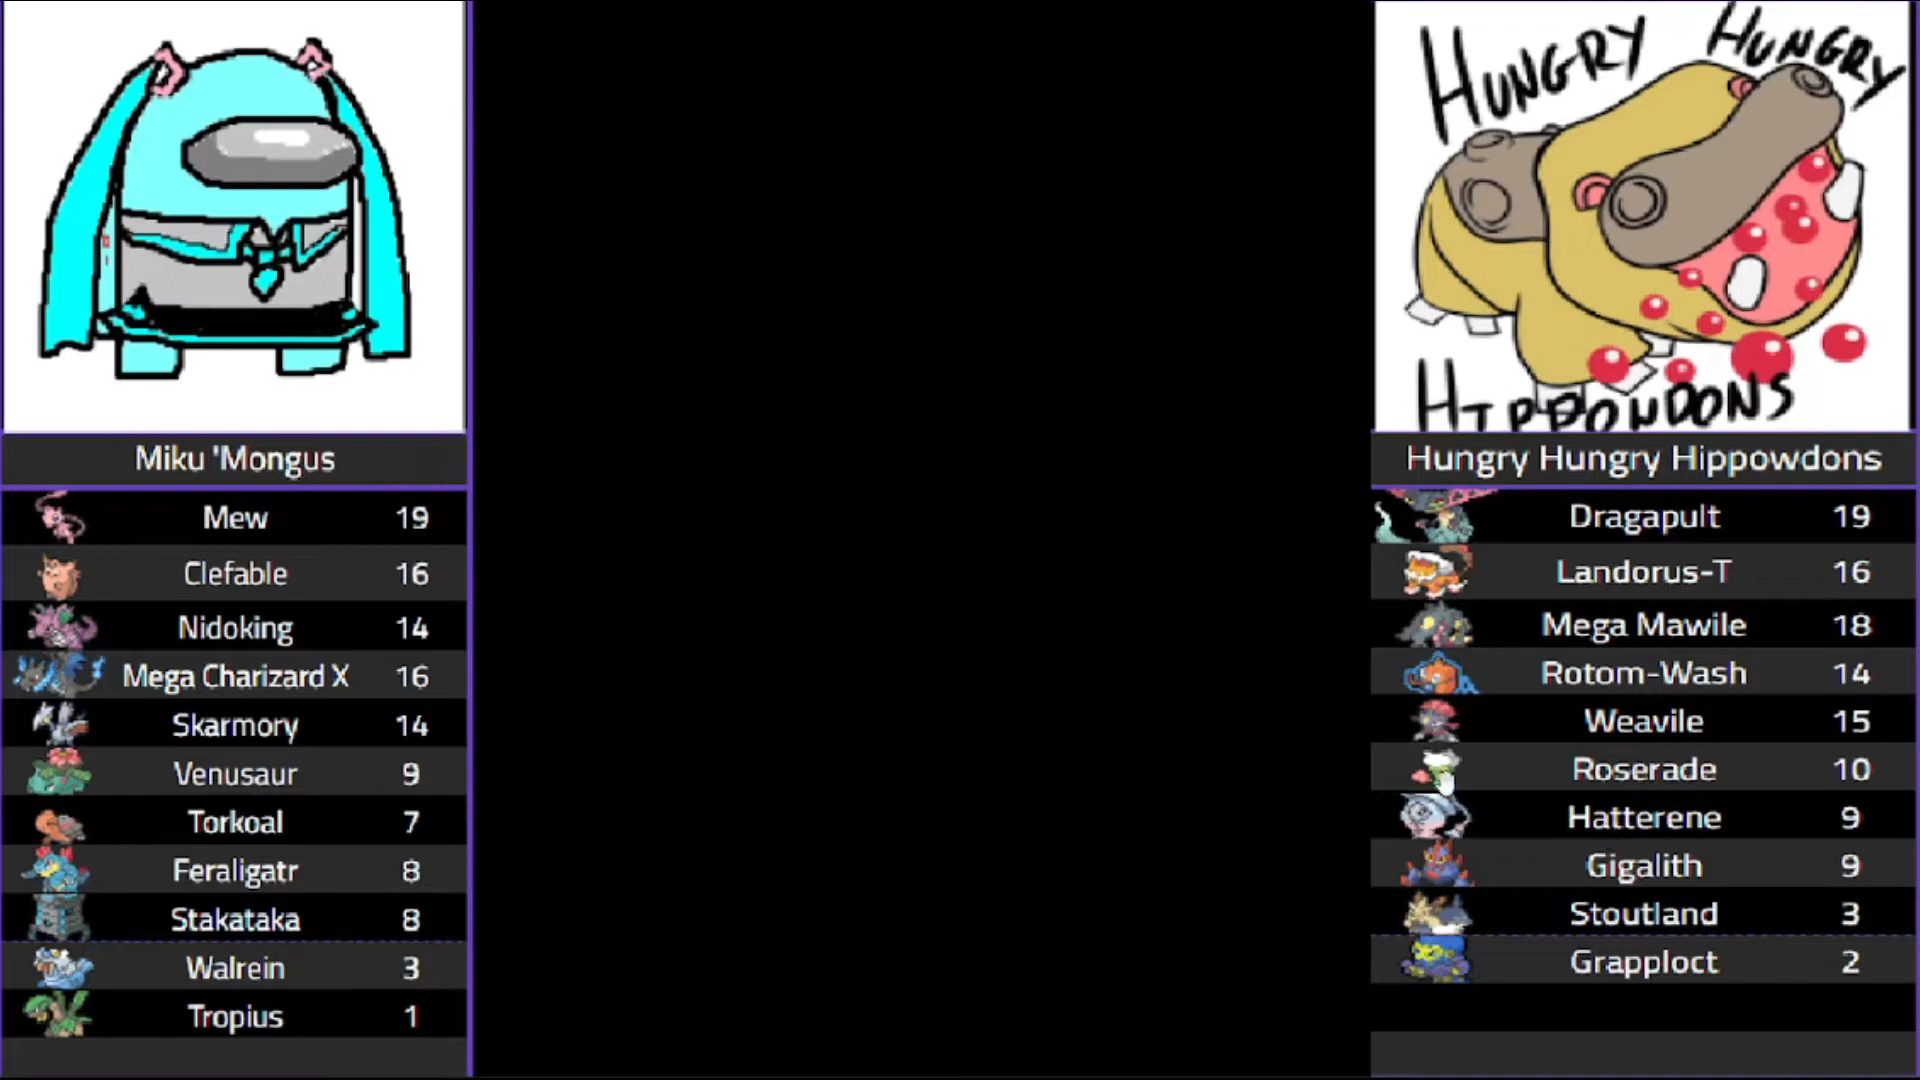 Miku 'Mongus
Mew 19
Clefable 16
Nidoking 14
Mega Charizard X 16
Skarmory 14
Venusaur 9
Torkoal 7
Feraligatr 8
Stakataka 8
Walrein 3
Tropius 1
HUNGRY HUNGRY
HIPPOWDONS
Hungry Hungry Hippowdons
Dragapult 19
Landorus-T 16
Mega Mawile 18
Rotom-Wash 14
Weavile 15
Roserade 10
Hatterene 9
Gigalith 9
Stoutland 3
Grapploct 2